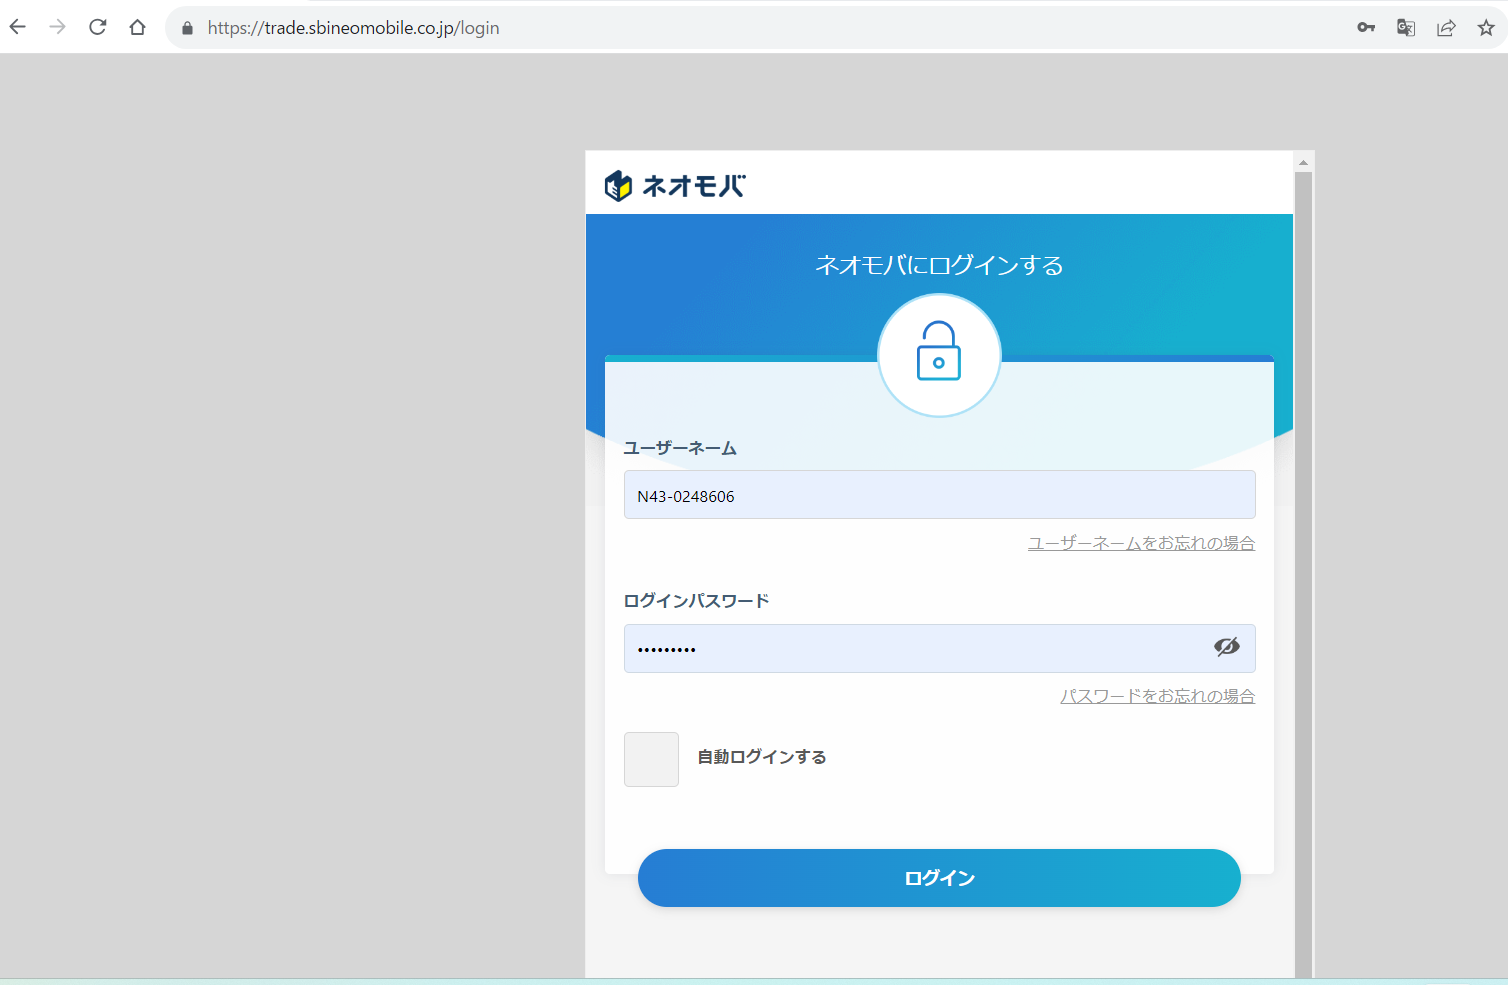 https://trade.sbineomobile.co.jp/login
ネオモバ
ネオモバにログインする
ユーザーネーム
N43-0248606
ユーザーネームをお忘れの場合
ログインパスワード
•••••••••
パスワードをお忘れの場合
自動ログインする
ログイン